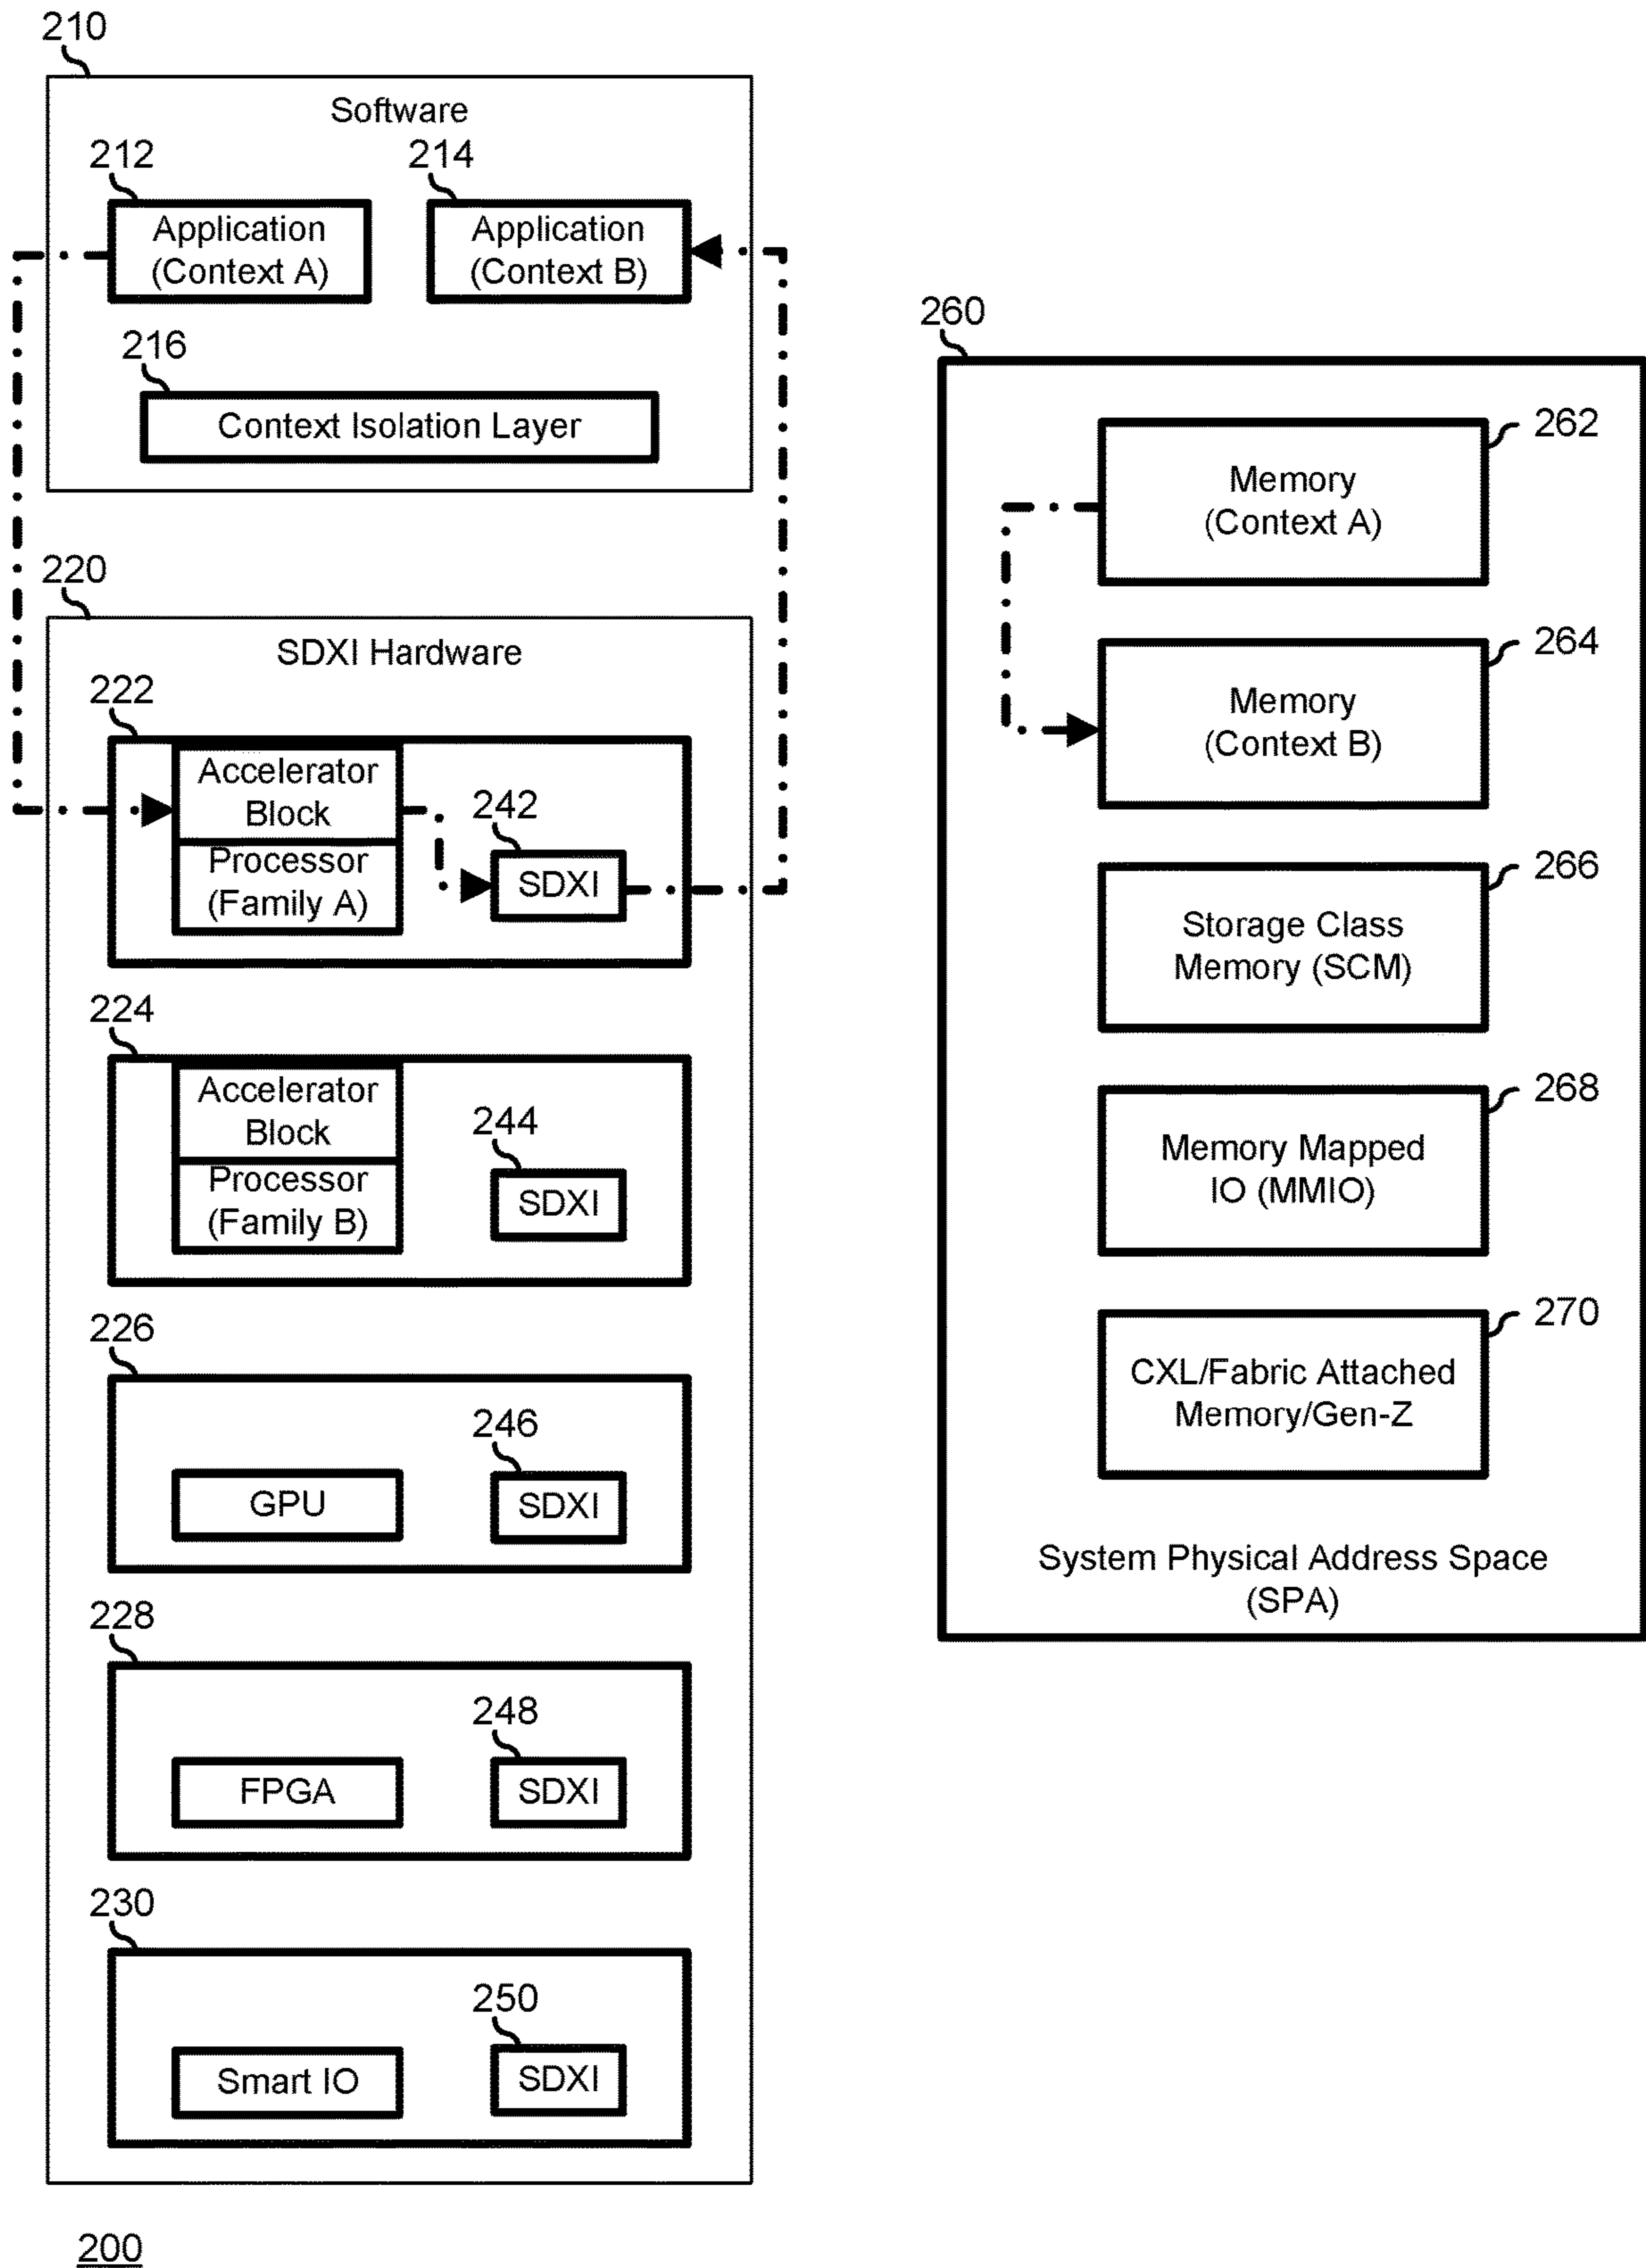 210
Software
212
214
Application
(Context A)
Application
(Context B)
216
Context Isolation Layer
220
SDXI Hardware
222
Accelerator
Block
Processor
(Family A)
242
SDXI
224
Accelerator
Block
Processor
(Family B)
244
SDXI
226
GPU
246
SDXI
228
FPGA
248
SDXI
230
Smart IO
250
SDXI
260
262
Memory
(Context A)
264
Memory
(Context B)
266
Storage Class
Memory (SCM)
268
Memory Mapped
IO (MMIO)
270
CXL/Fabric Attached
Memory/Gen-Z
System Physical Address Space
(SPA)
200